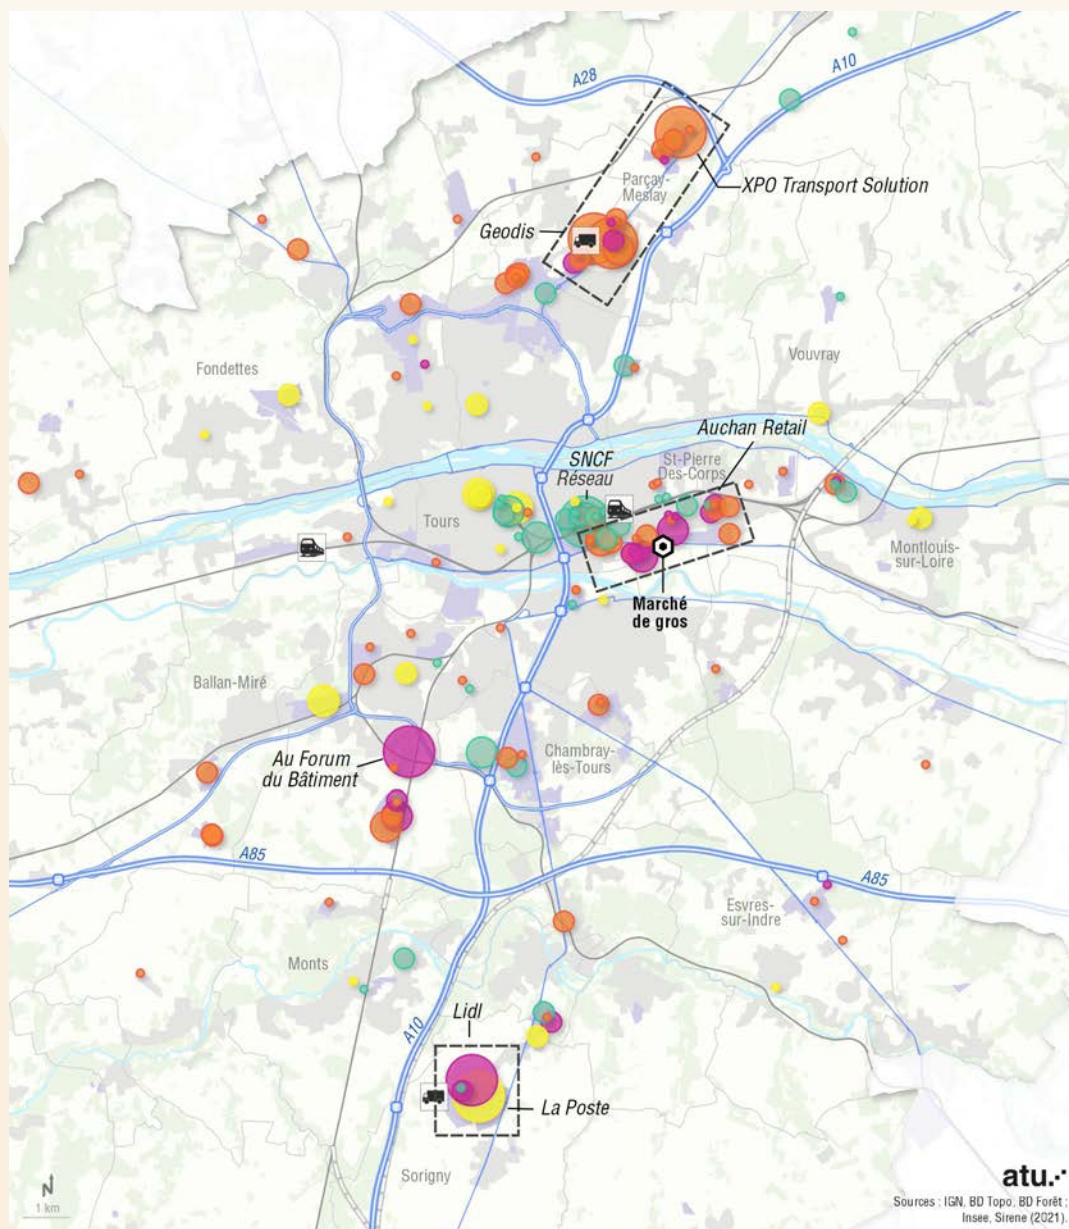 A28
A10
Parçay-
Meslay
XPO Transport Solution
Geodis
Fondettes
Vouvray
Auchan Retail
SNCF
Réseau
St-Pierre
Des-Corps
Tours
Montlouis-
sur-Loire
Marché
de gros
Ballan-Miré
Au Forum
du Bâtiment
Chambray-
lès-Tours
A85
A85
Esvres-
sur-Indre
Monts
A10
Lidl
La Poste
Sorigny
N
1 km
atu.
Sources : IGN, BD Topo, BD Forêt ;
Insee, Sirene (2021).